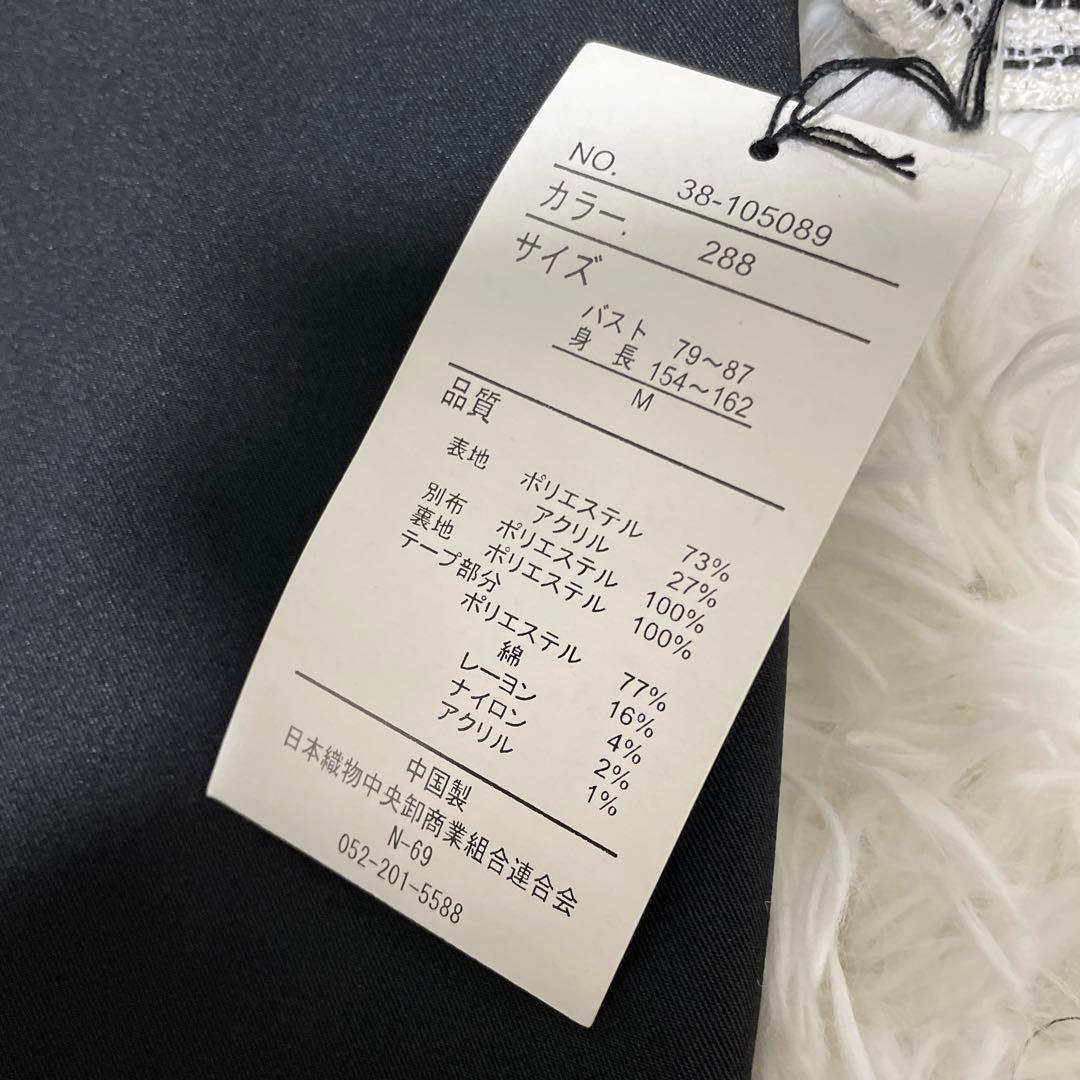 NO. 38-105089
カラー. 288
サイズ
バスト 79〜87
身長 154〜162
M
品質
表地 ポリエステル 73%
アクリル 27%
別布 ポリエステル 100%
裏地 ポリエステル 100%
テープ部分
ポリエステル 77%
綿 16%
レーヨン 4%
ナイロン 2%
アクリル 1%
中国製
日本織物中央卸商業組合連合会
N-69
052-201-5588